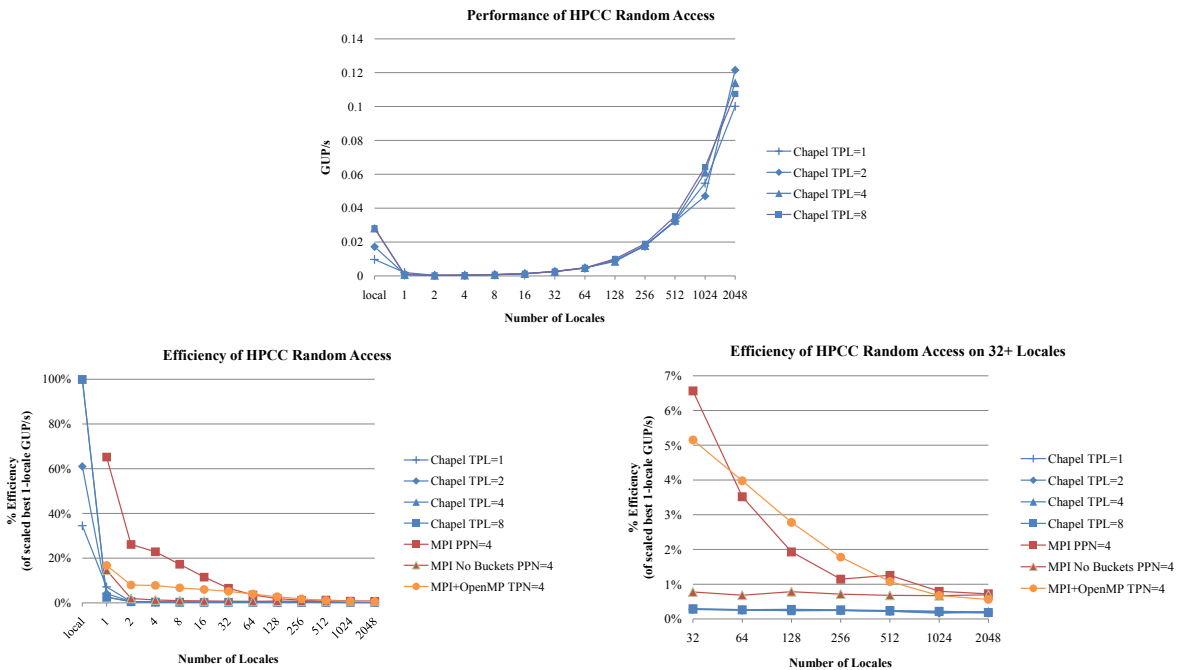 Performance of HPCC Random Access
GUP/s
0.14
0.12
0.1
0.08
0.06
0.04
0.02
0
local 1 2 4 8 16 32 64 128 256 512 1024 2048
Number of Locales
Chapel TPL=1
Chapel TPL=2
Chapel TPL=4
Chapel TPL=8
Efficiency of HPCC Random Access
% Efficiency
(of scaled best 1-locale GUP/s)
100%
80%
60%
40%
20%
0%
local 1 2 4 8 16 32 64 128 256 512 1024 2048
Number of Locales
Chapel TPL=1
Chapel TPL=2
Chapel TPL=4
Chapel TPL=8
MPI PPN=4
MPI No Buckets PPN=4
MPI+OpenMP TPN=4
Efficiency of HPCC Random Access on 32+ Locales
% Efficiency
(of scaled best 1-locale GUP/s)
7%
6%
5%
4%
3%
2%
1%
0%
32 64 128 256 512 1024 2048
Number of Locales
Chapel TPL=1
Chapel TPL=2
Chapel TPL=4
Chapel TPL=8
MPI PPN=4
MPI No Buckets PPN=4
MPI+OpenMP TPN=4